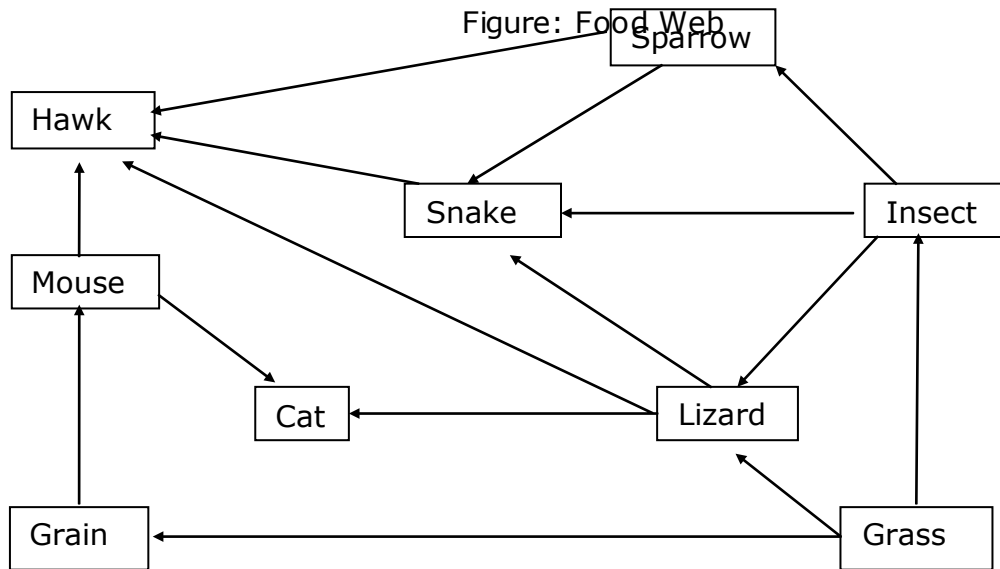 Figure: Food Web
Sparrow
Hawk
Snake
Insect
Mouse
Cat
Lizard
Grain
Grass